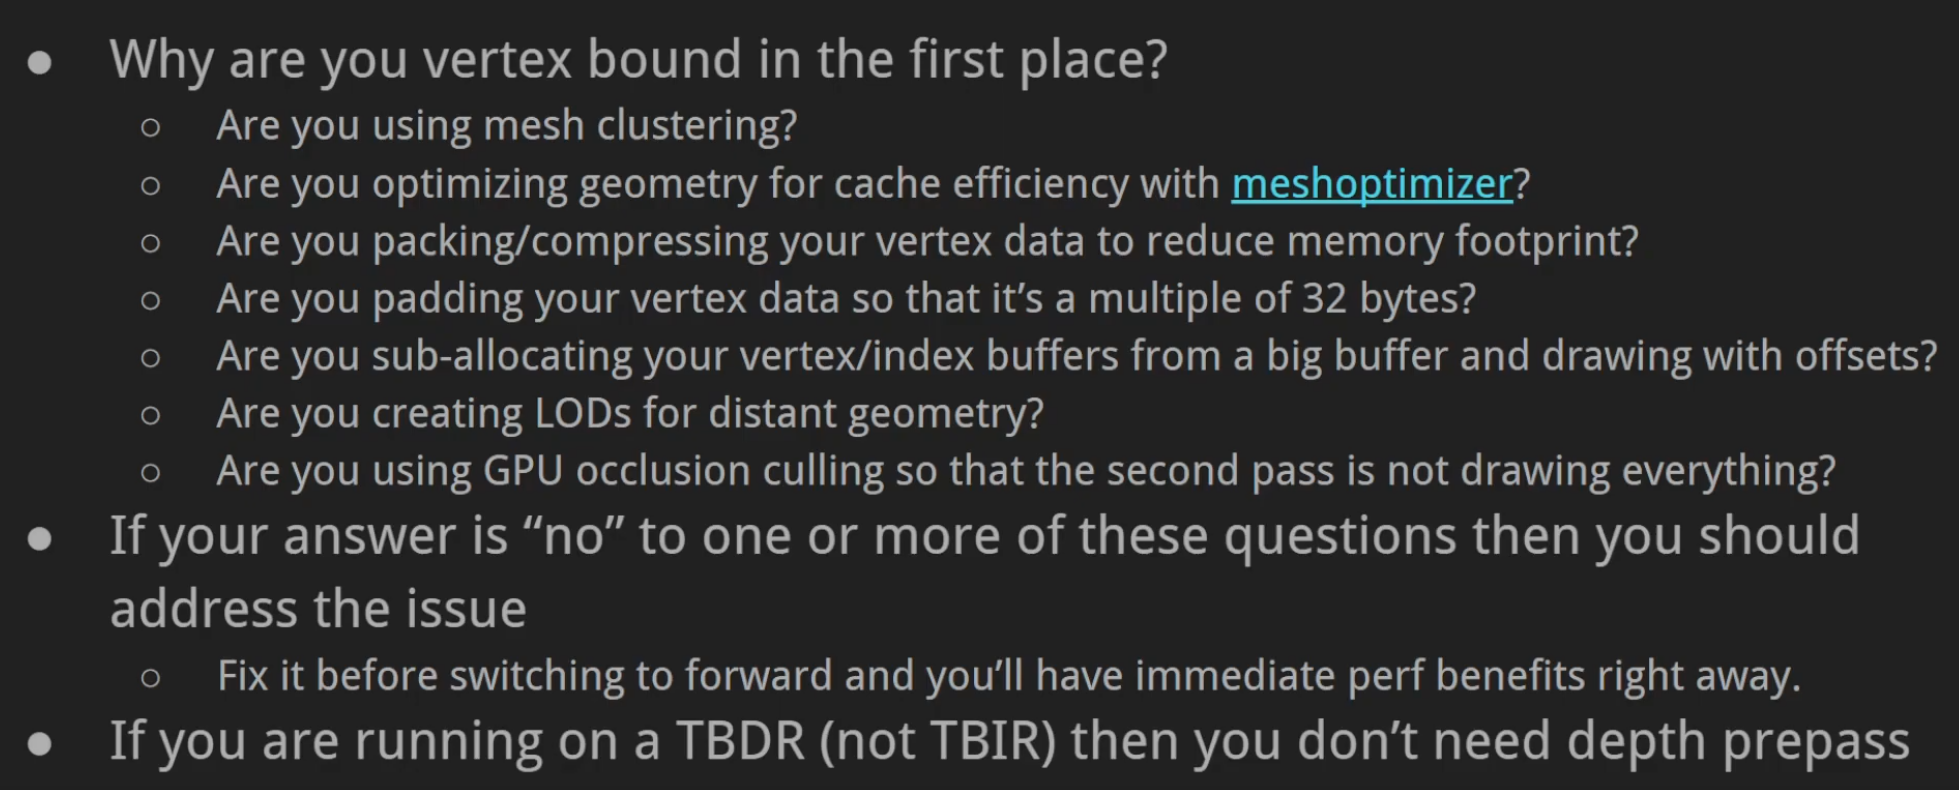 ● Why are you vertex bound in the first place?
○ Are you using mesh clustering?
○ Are you optimizing geometry for cache efficiency with meshoptimizer?
○ Are you packing/compressing your vertex data to reduce memory footprint?
○ Are you padding your vertex data so that it’s a multiple of 32 bytes?
○ Are you sub-allocating your vertex/index buffers from a big buffer and drawing with offsets?
○ Are you creating LODs for distant geometry?
○ Are you using GPU occlusion culling so that the second pass is not drawing everything?
● If your answer is “no” to one or more of these questions then you should
address the issue
○ Fix it before switching to forward and you’ll have immediate perf benefits right away.
● If you are running on a TBDR (not TBIR) then you don’t need depth prepass